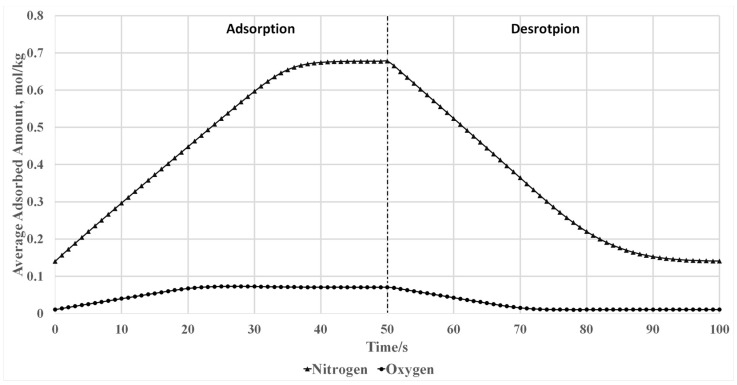 Adsorption
Desrotpion
Average Adsorbed Amount, mol/kg
0.8
0.7
0.6
0.5
0.4
0.3
0.2
0.1
0
0 10 20 30 40 50 60 70 80 90 100
Time/s
Nitrogen Oxygen